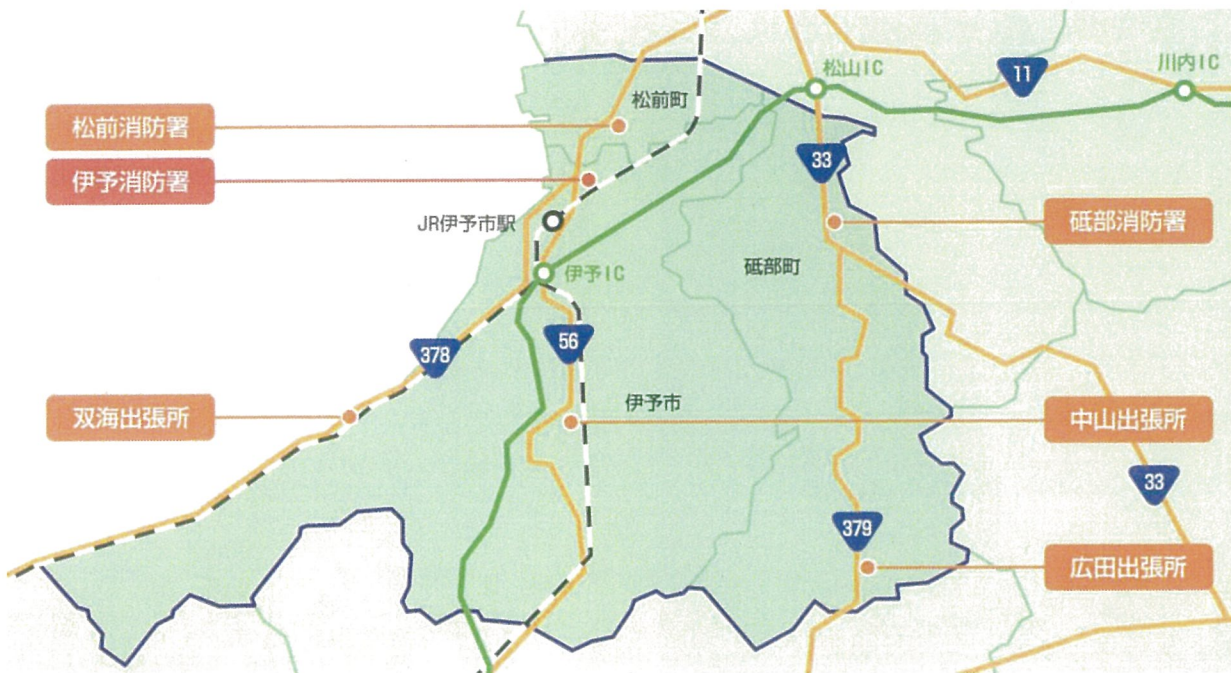 11
松山IC
川内IC
松前町
松前消防署
33
伊予消防署
JR伊予市駅
砥部消防署
砥部町
伊予IC
56
378
伊予市
双海出張所
中山出張所
33
379
広田出張所